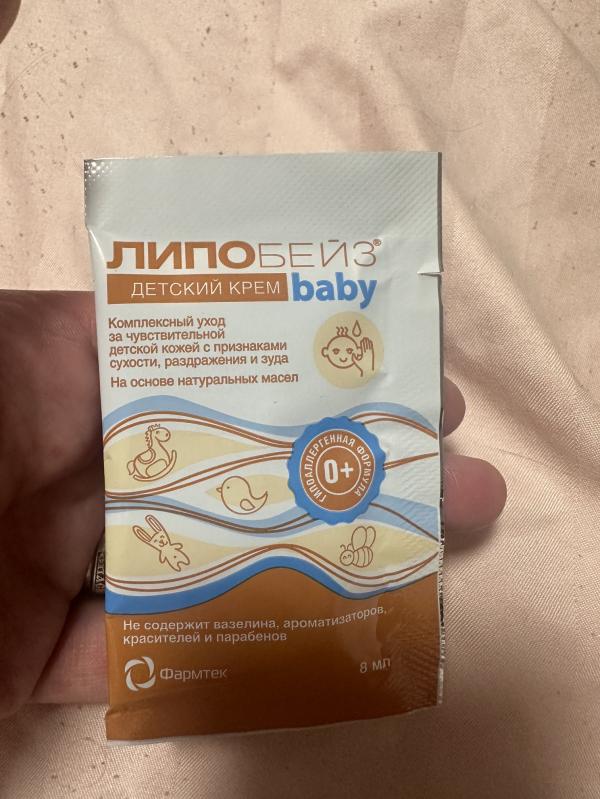 ЛИПОБЕЙЗ®
ДЕТСКИЙ КРЕМ baby
Комплексный уход
за чувствительной
детской кожей с признаками
сухости, раздражения и зуда
На основе натуральных масел
ГИПОАЛЛЕРГЕННАЯ ФОРМУЛА
0+
Не содержит вазелина, ароматизаторов,
красителей и парабенов
Фармтек
8 мл